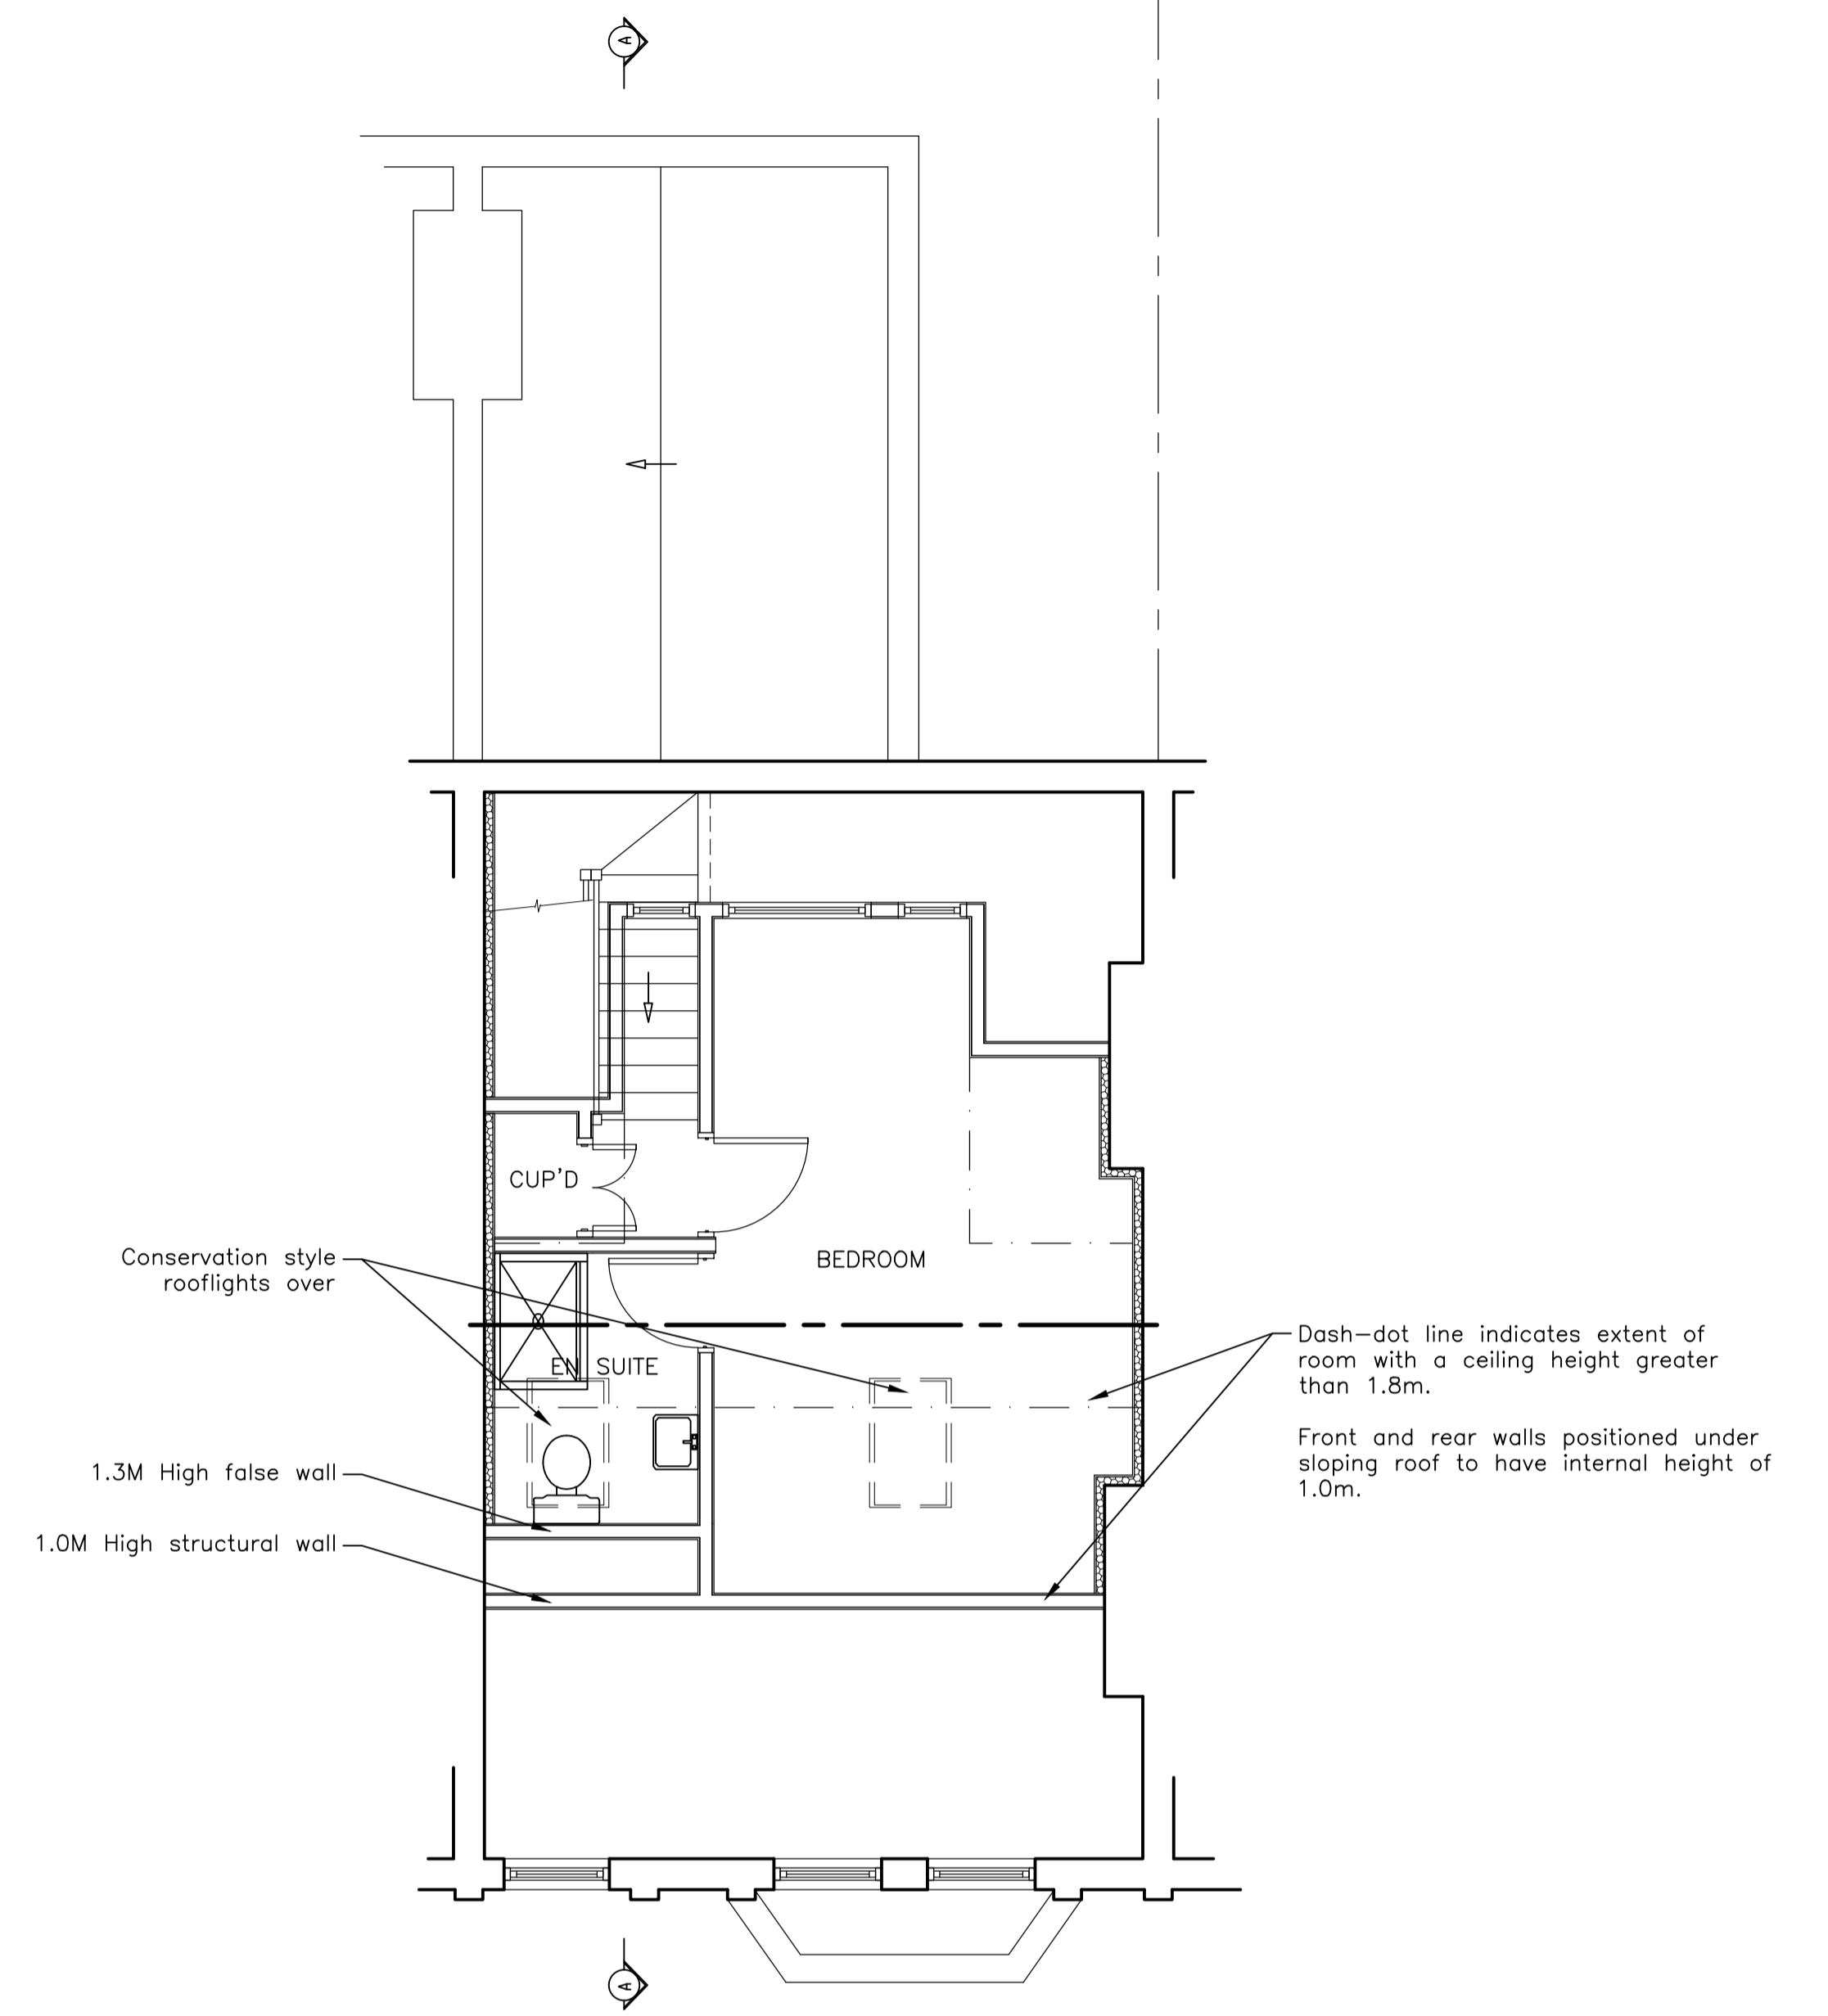 A
CUP'D
Conservation style
rooflights over
BEDROOM
EN SUITE
Dash-dot line indicates extent of
room with a ceiling height greater
than 1.8m.
Front and rear walls positioned under
sloping roof to have internal height of
1.0m.
1.3M High false wall
1.0M High structural wall
A